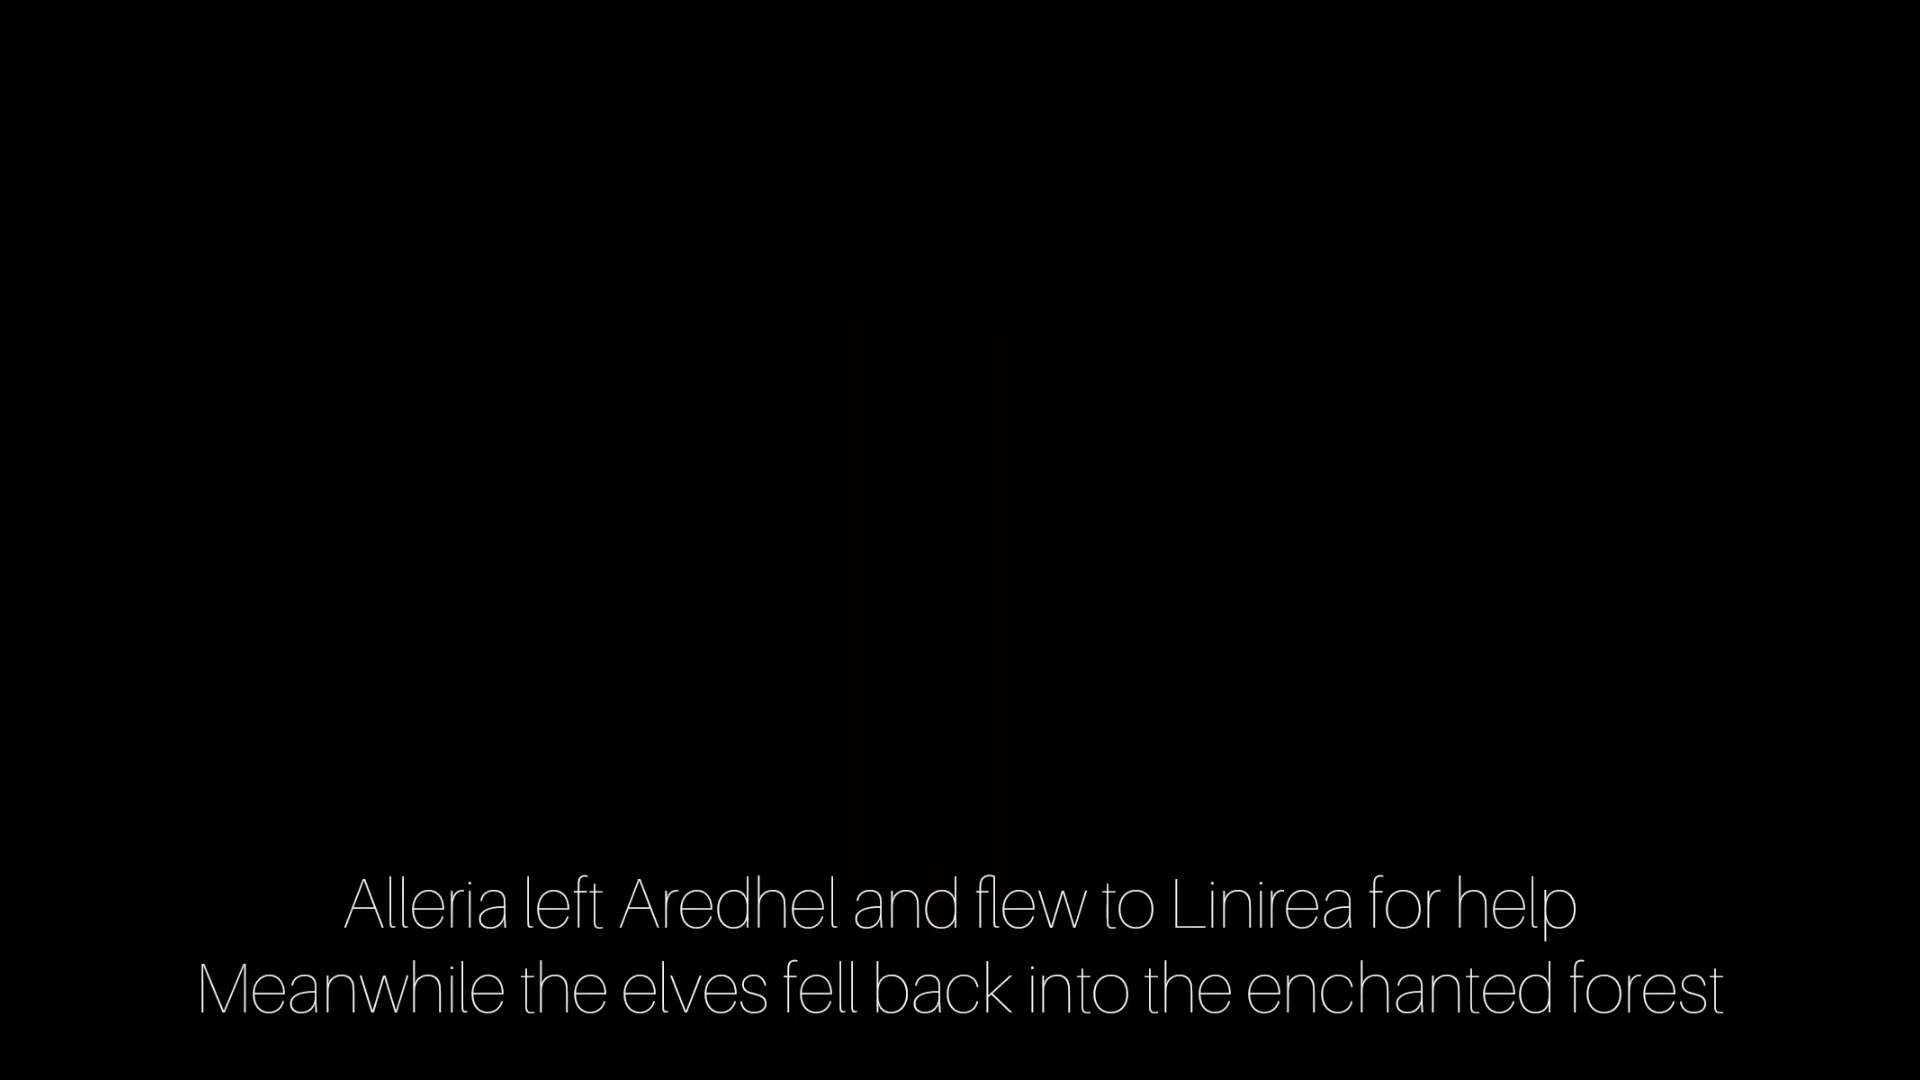 Alleria left Aredhel and flew to Linirea for help
Meanwhile the elves fell back into the enchanted forest